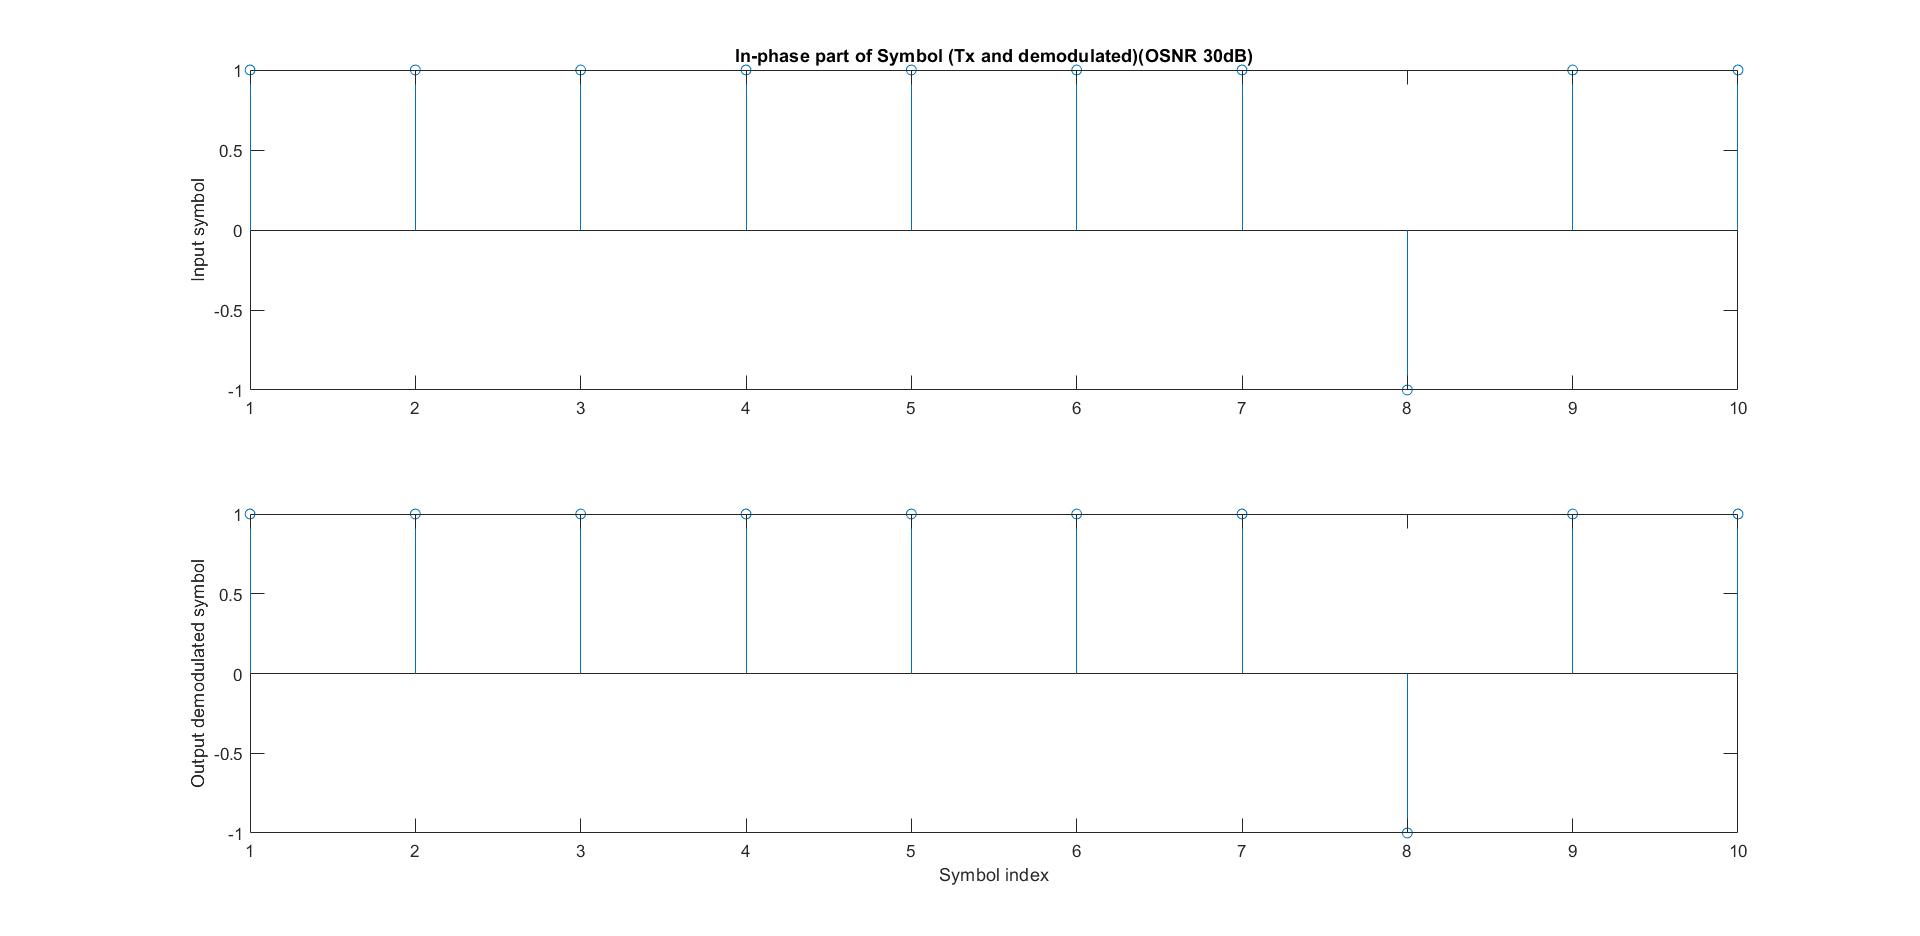 In-phase part of Symbol (Tx and demodulated)(OSNR 30dB)
1
0.5
0
-0.5
-1
Input symbol
1 2 3 4 5 6 7 8 9 10
1
0.5
0
-0.5
-1
Output demodulated symbol
1 2 3 4 5 6 7 8 9 10
Symbol index